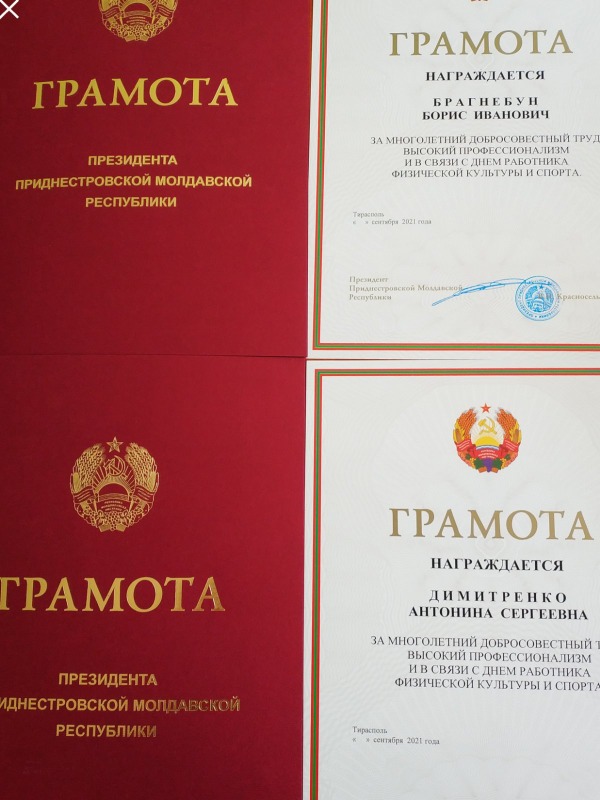 ГРАМОТА
ПРЕЗИДЕНТА
ПРИДНЕСТРОВСКОЙ МОЛДАВСКОЙ
РЕСПУБЛИКИ
ГРАМОТА
НАГРАЖДАЕТСЯ
БРАГНЕБУН
БОРИС ИВАНОВИЧ
ЗА МНОГОЛЕТНИЙ ДОБРОСОВЕСТНЫЙ ТРУД
ВЫСОКИЙ ПРОФЕССИОНАЛИЗМ
И В СВЯЗИ С ДНЕМ РАБОТНИКА
ФИЗИЧЕСКОЙ КУЛЬТУРЫ И СПОРТА.
Тирасполь
« » сентября 2021 года
Президент
Приднестровской Молдавской
Республики
Красносель
ГРАМОТА
ПРЕЗИДЕНТА
РИДНЕСТРОВСКОЙ МОЛДАВСКОЙ
РЕСПУБЛИКИ
ГРАМОТА
НАГРАЖДАЕТСЯ
ДИМИТРЕНКО
АНТОНИНА СЕРГЕЕВНА
ЗА МНОГОЛЕТНИЙ ДОБРОСОВЕСТНЫЙ Т
ВЫСОКИЙ ПРОФЕССИОНАЛИЗМ
И В СВЯЗИ С ДНЕМ РАБОТНИКА
ФИЗИЧЕСКОЙ КУЛЬТУРЫ И СПОРТА
Тирасполь
« » сентября 2021 года